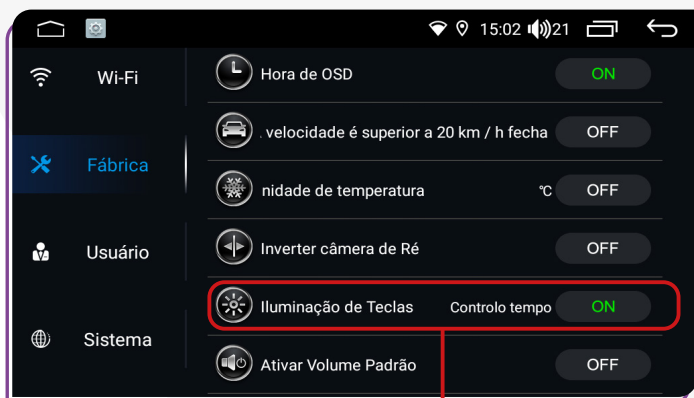 15:02 21
Wi-Fi
Fábrica
Usuário
Sistema
Hora de OSD ON
. velocidade é superior a 20 km / h fecha OFF
nidade de temperatura °C OFF
Inverter câmera de Ré OFF
Iluminação de Teclas Controlo tempo ON
Ativar Volume Padrão OFF